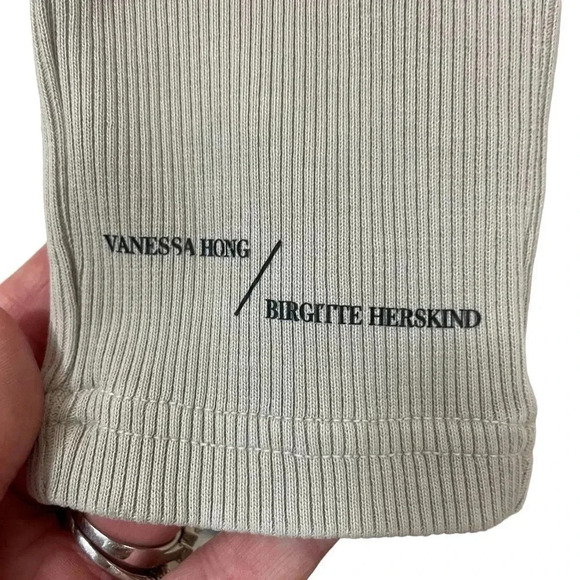 VANESSA HONG
/
BIRGITTE HERSKIND